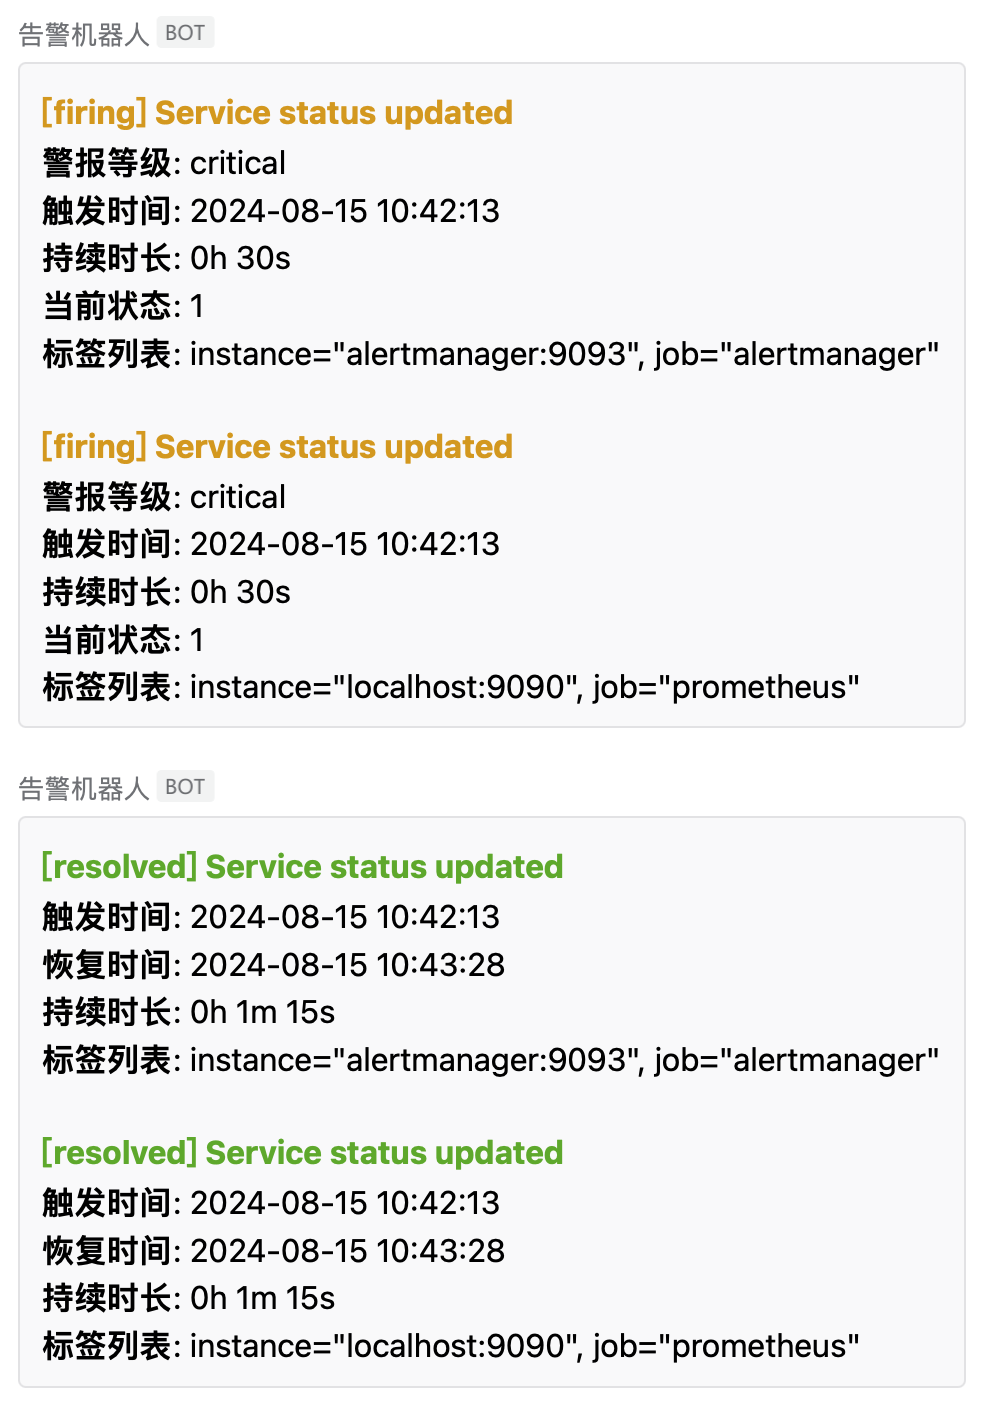 告警机器人 BOT
[firing] Service status updated
警报等级: critical
触发时间: 2024-08-15 10:42:13
持续时长: 0h 30s
当前状态: 1
标签列表: instance="alertmanager:9093", job="alertmanager"
[firing] Service status updated
警报等级: critical
触发时间: 2024-08-15 10:42:13
持续时长: 0h 30s
当前状态: 1
标签列表: instance="localhost:9090", job="prometheus"
告警机器人 BOT
[resolved] Service status updated
触发时间: 2024-08-15 10:42:13
恢复时间: 2024-08-15 10:43:28
持续时长: 0h 1m 15s
标签列表: instance="alertmanager:9093", job="alertmanager"
[resolved] Service status updated
触发时间: 2024-08-15 10:42:13
恢复时间: 2024-08-15 10:43:28
持续时长: 0h 1m 15s
标签列表: instance="localhost:9090", job="prometheus"